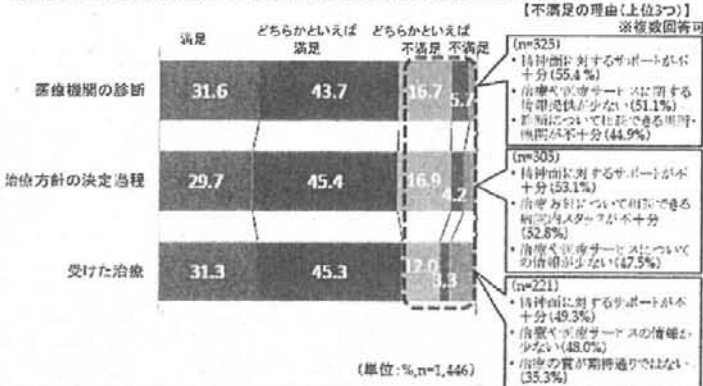 【不満足の理由(上位3つ)】
※複数回答可
満足
どちらかといえば
満足
どちらかといえば
不満足
不満足
医療機関の診断
31.6
43.7
16.7
5.7
治療方針の決定過程
29.7
45.4
16.9
4.2
受けた治療
31.3
45.3
12.0
3.3
(単位:%,n=1,446)
(n=325)
・精神面に対するサポートが不
十分(55.4%)
・治療や医療サービスに関する
情報提供が少ない(51.1%)
・診断について相談できる場所・
機関が不十分(44.9%)
(n=305)
・精神面に対するサポートが不
十分(53.1%)
・治療方針について相談できる
病院内スタッフが不十分
(52.8%)
・治療や医療サービスについて
の情報が少ない(47.5%)
(n=221)
・精神面に対するサポートが不
十分(49.3%)
・治療や医療サービスの情報が
少ない(48.0%)
・治療の質が期待通りではない
(35.3%)